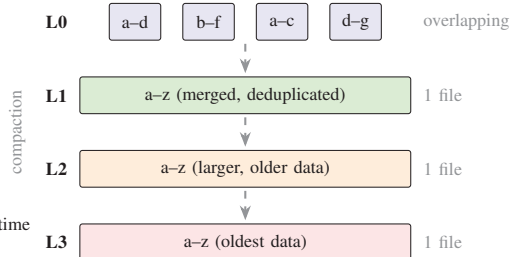 L0 a–d b–f a–c d–g overlapping
compaction
L1 a–z (merged, deduplicated) 1 file
L2 a–z (larger, older data) 1 file
time
L3 a–z (oldest data) 1 file